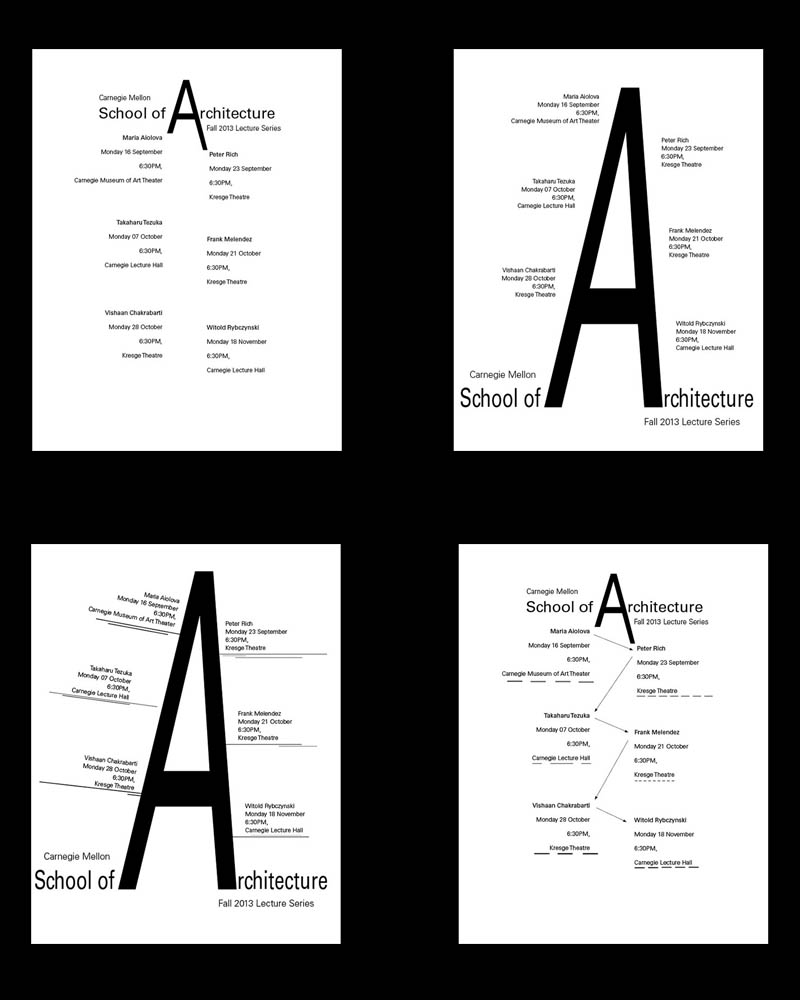 Carnegie Mellon
School of Architecture
Fall 2013 Lecture Series
Maria Aiolova
Monday 16 September
6:30PM,
Carnegie Museum of Art Theater
Peter Rich
Monday 23 September
6:30PM,
Kresge Theatre
Takaharu Tezuka
Monday 07 October
6:30PM,
Carnegie Lecture Hall
Frank Melendez
Monday 21 October
6:30PM,
Kresge Theatre
Vishaan Chakrabarti
Monday 28 October
6:30PM,
Kresge Theatre
Witold Rybczynski
Monday 18 November
6:30PM,
Carnegie Lecture Hall
Maria Aiolova
Monday 16 September
6:30PM,
Carnegie Museum of Art Theater
Peter Rich
Monday 23 September
6:30PM,
Kresge Theatre
Takaharu Tezuka
Monday 07 October
6:30PM,
Carnegie Lecture Hall
Frank Melendez
Monday 21 October
6:30PM,
Kresge Theatre
Vishaan Chakrabarti
Monday 28 October
6:30PM,
Kresge Theatre
Witold Rybczynski
Monday 18 November
6:30PM,
Carnegie Lecture Hall
Carnegie Mellon
School of Architecture
Fall 2013 Lecture Series
Maria Aiolova
Monday 16 September
6:30PM,
Carnegie Museum of Art Theater
Peter Rich
Monday 23 September
6:30PM,
Kresge Theatre
Takaharu Tezuka
Monday 07 October
6:30PM,
Carnegie Lecture Hall
Frank Melendez
Monday 21 October
6:30PM,
Kresge Theatre
Vishaan Chakrabarti
Monday 28 October
6:30PM,
Kresge Theatre
Witold Rybczynski
Monday 18 November
6:30PM,
Carnegie Lecture Hall
Carnegie Mellon
School of Architecture
Fall 2013 Lecture Series
Carnegie Mellon
School of Architecture
Fall 2013 Lecture Series
Maria Aiolova
Monday 16 September
6:30PM,
Carnegie Museum of Art Theater
Peter Rich
Monday 23 September
6:30PM,
Kresge Theatre
Takaharu Tezuka
Monday 07 October
6:30PM,
Carnegie Lecture Hall
Frank Melendez
Monday 21 October
6:30PM,
Kresge Theatre
Vishaan Chakrabarti
Monday 28 October
6:30PM,
Kresge Theatre
Witold Rybczynski
Monday 18 November
6:30PM,
Carnegie Lecture Hall